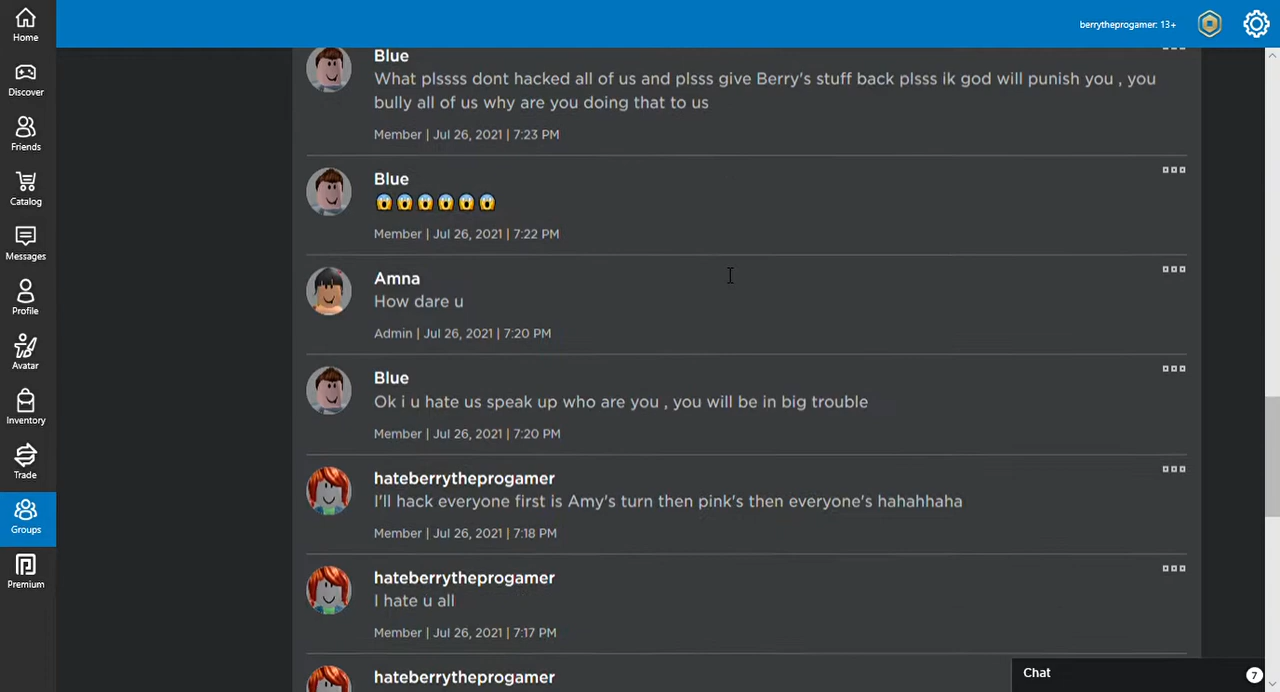 berrytheprogamer: 13+
Home
Discover
Friends
Catalog
Messages
Profile
Avatar
Inventory
Trade
Groups
Premium
Blue
What plssss dont hacked all of us and plsss give Berry's stuff back plsss ik god will punish you , you
bully all of us why are you doing that to us
Member | Jul 26, 2021 | 7:23 PM
Blue
😱😱😱😱😱😱
Member | Jul 26, 2021 | 7:22 PM
Amna
How dare u
Admin | Jul 26, 2021 | 7:20 PM
Blue
Ok i u hate us speak up who are you , you will be in big trouble
Member | Jul 26, 2021 | 7:20 PM
hateberrytheprogamer
I'll hack everyone first is Amy's turn then pink's then everyone's hahahhaha
Member | Jul 26, 2021 | 7:18 PM
hateberrytheprogamer
I hate u all
Member | Jul 26, 2021 | 7:17 PM
hateberrytheprogamer
Chat
7